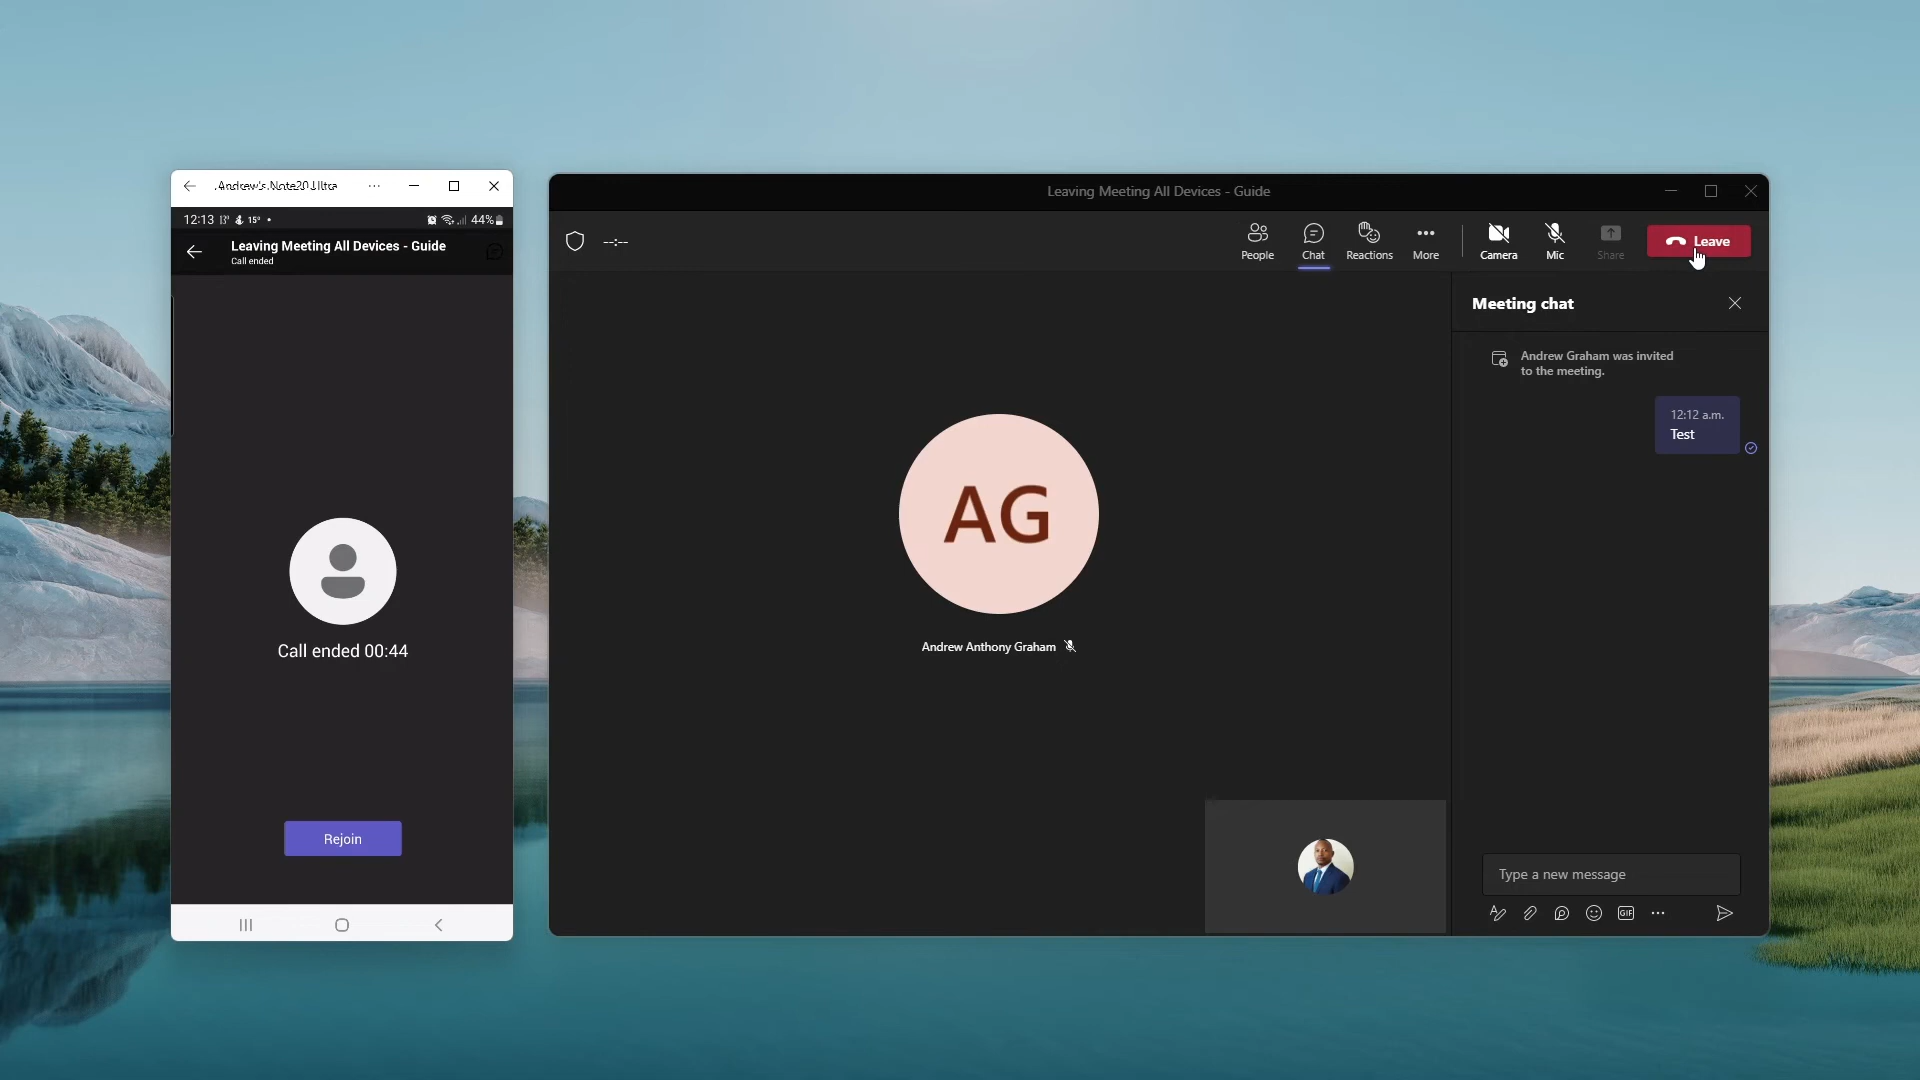 Andrew's Note20 Ultra
12:13
15°
44%
Leaving Meeting All Devices - Guide
Call ended
Call ended 00:44
Rejoin
Leaving Meeting All Devices - Guide
--:--
People
Chat
Reactions
More
Camera
Mic
Share
Leave
Meeting chat
Andrew Graham was invited
to the meeting.
12:12 a.m.
Test
AG
Andrew Anthony Graham
Type a new message
GIF